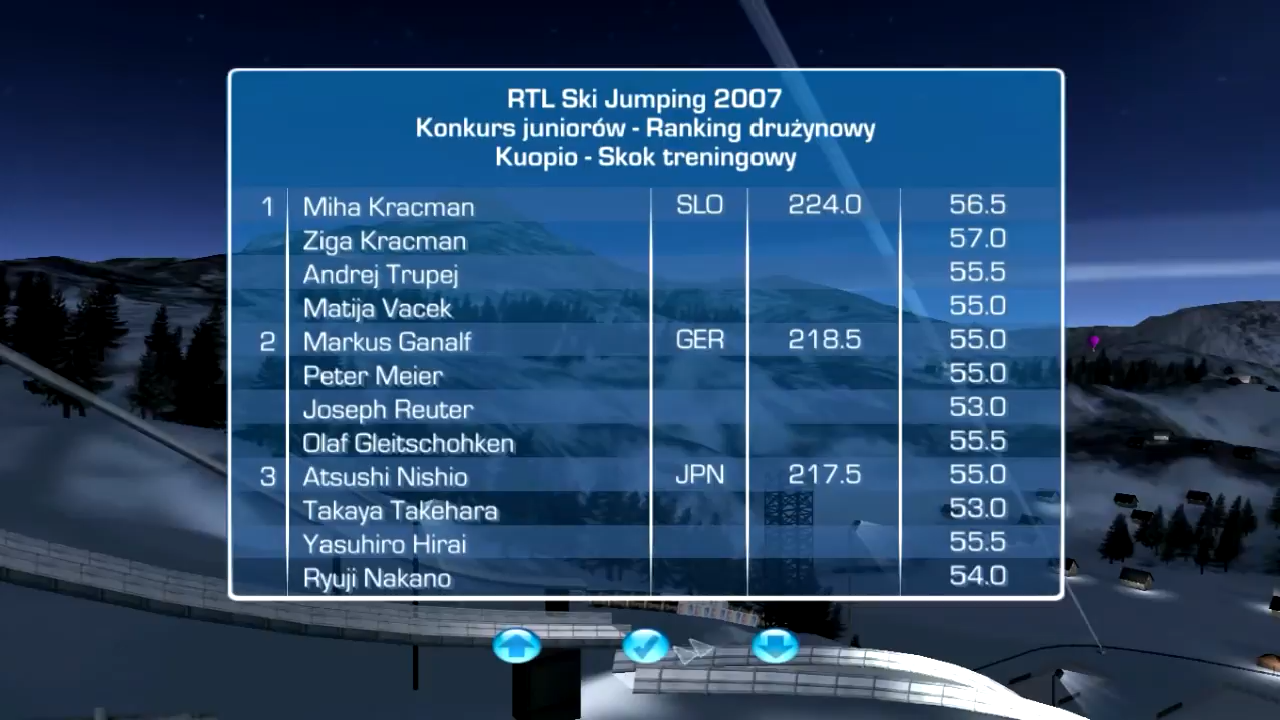 RTL Ski Jumping 2007
Konkurs juniorów - Ranking drużynowy
Kuopio - Skok treningowy
1 Miha Kracman SLO 224.0 56.5
Ziga Kracman 57.0
Andrej Trupej 55.5
Matija Vacek 55.0
2 Markus Ganalf GER 218.5 55.0
Peter Meier 55.0
Joseph Reuter 53.0
Olaf Gleitschohken 55.5
3 Atsushi Nishio JPN 217.5 55.0
Takaya Takehara 53.0
Yasuhiro Hirai 55.5
Ryuji Nakano 54.0